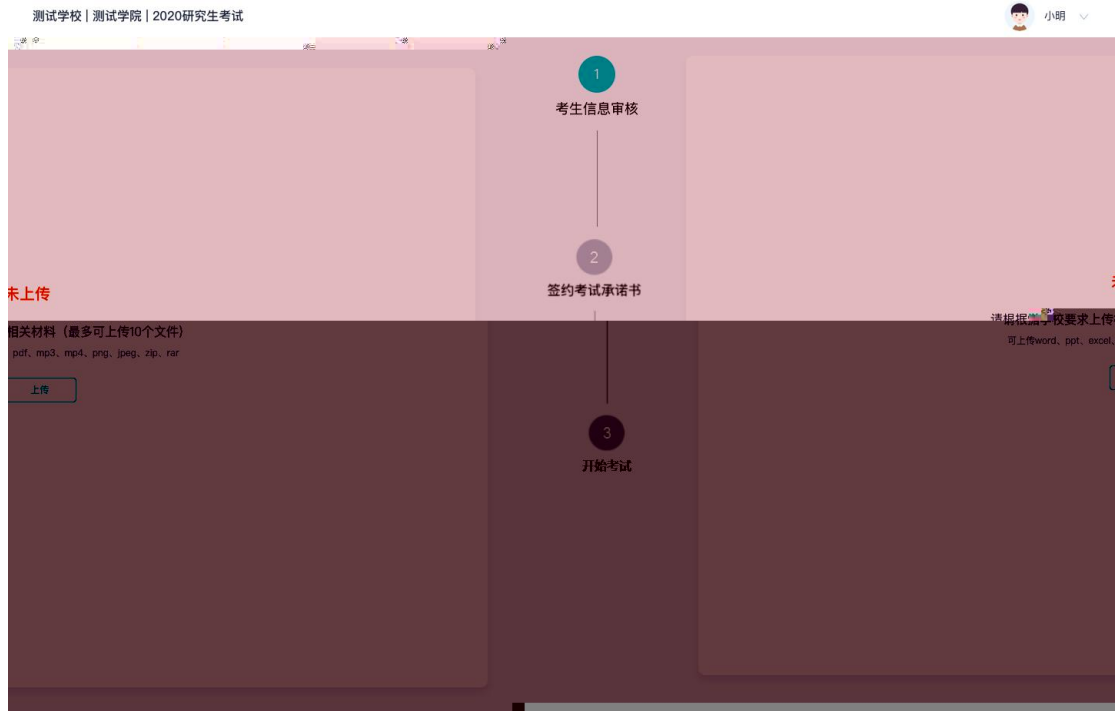 测试学校 | 测试学院 | 2020研究生考试
小明
1
考生信息审核
2
签约考试承诺书
3
开始考试
未上传
相关材料（最多可上传10个文件）
pdf、mp3、mp4、png、jpeg、zip、rar
上传
校要求上传
可上传word、ppt、excel、